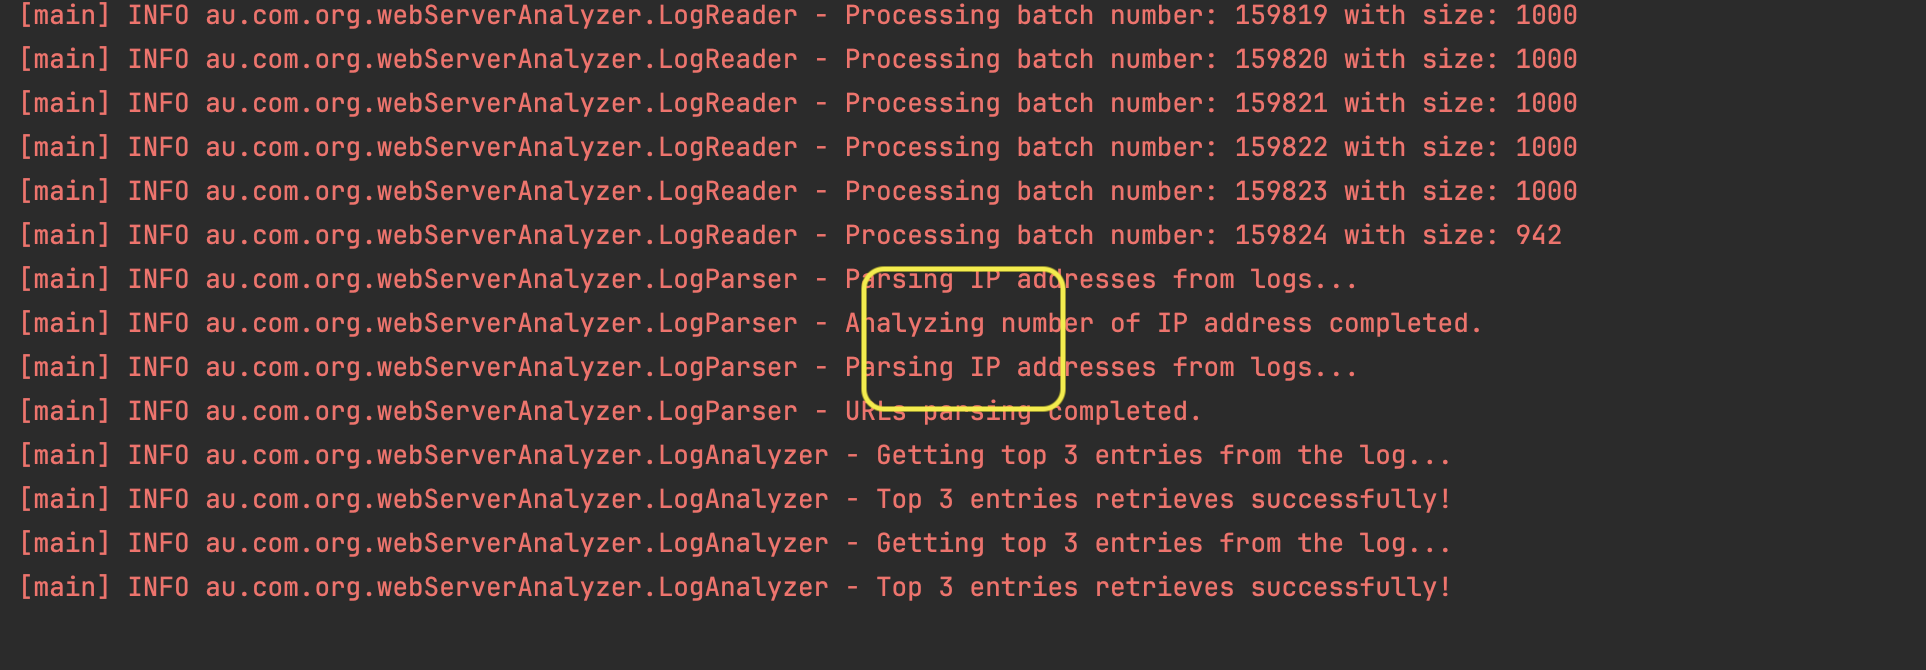 [main] INFO au.com.org.webServerAnalyzer.LogReader - Processing batch number: 159819 with size: 1000
[main] INFO au.com.org.webServerAnalyzer.LogReader - Processing batch number: 159820 with size: 1000
[main] INFO au.com.org.webServerAnalyzer.LogReader - Processing batch number: 159821 with size: 1000
[main] INFO au.com.org.webServerAnalyzer.LogReader - Processing batch number: 159822 with size: 1000
[main] INFO au.com.org.webServerAnalyzer.LogReader - Processing batch number: 159823 with size: 1000
[main] INFO au.com.org.webServerAnalyzer.LogReader - Processing batch number: 159824 with size: 942
[main] INFO au.com.org.webServerAnalyzer.LogParser - Parsing IP addresses from logs...
[main] INFO au.com.org.webServerAnalyzer.LogParser - Analyzing number of IP address completed.
[main] INFO au.com.org.webServerAnalyzer.LogParser - Parsing IP addresses from logs...
[main] INFO au.com.org.webServerAnalyzer.LogParser - URLs parsing completed.
[main] INFO au.com.org.webServerAnalyzer.LogAnalyzer - Getting top 3 entries from the log...
[main] INFO au.com.org.webServerAnalyzer.LogAnalyzer - Top 3 entries retrieves successfully!
[main] INFO au.com.org.webServerAnalyzer.LogAnalyzer - Getting top 3 entries from the log...
[main] INFO au.com.org.webServerAnalyzer.LogAnalyzer - Top 3 entries retrieves successfully!